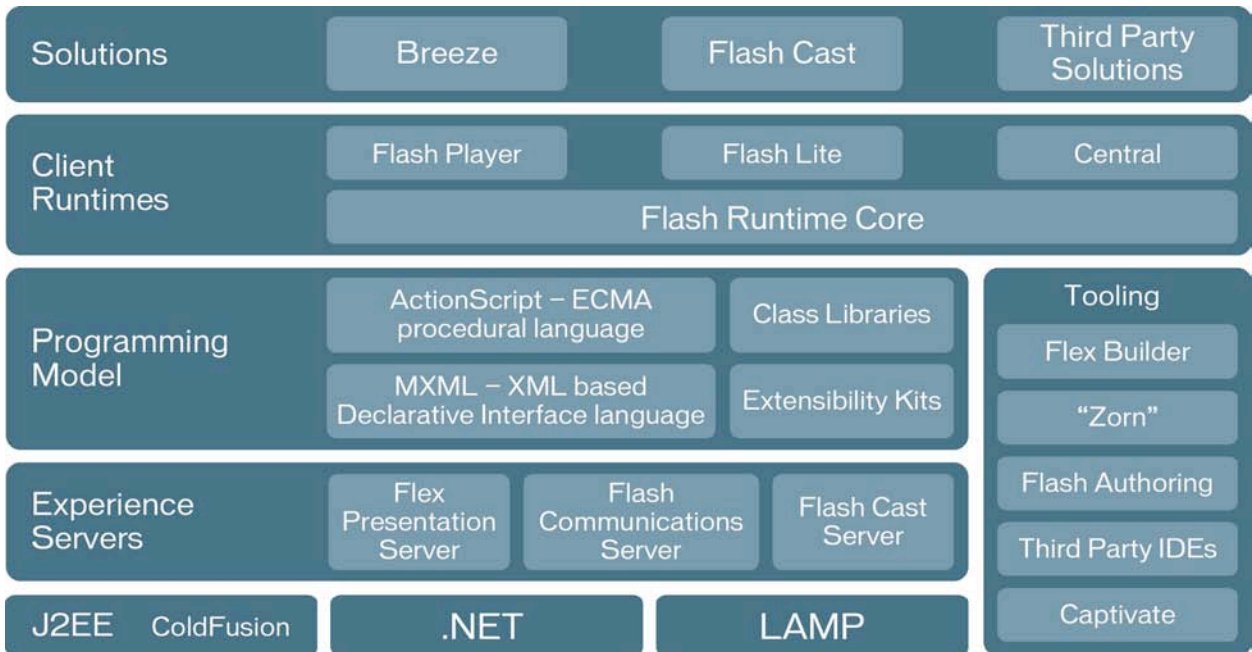 Solutions
Breeze
Flash Cast
Third Party
Solutions
Client
Runtimes
Flash Player
Flash Lite
Central
Flash Runtime Core
Programming
Model
ActionScript – ECMA
procedural language
Class Libraries
MXML – XML based
Declarative Interface language
Extensibility Kits
Experience
Servers
Flex
Presentation
Server
Flash
Communications
Server
Flash Cast
Server
J2EE ColdFusion
.NET
LAMP
Tooling
Flex Builder
“Zorn”
Flash Authoring
Third Party IDEs
Captivate